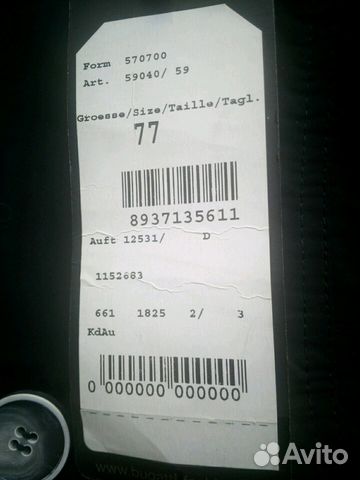 Form 570700
Art. 59040/ 59
Groesse/Size/Taille/Tagl.
77
8937135611
Auft 12531/ D
1152683
661 1825 2/ 3
KdAu
0 000000 000000
Avito